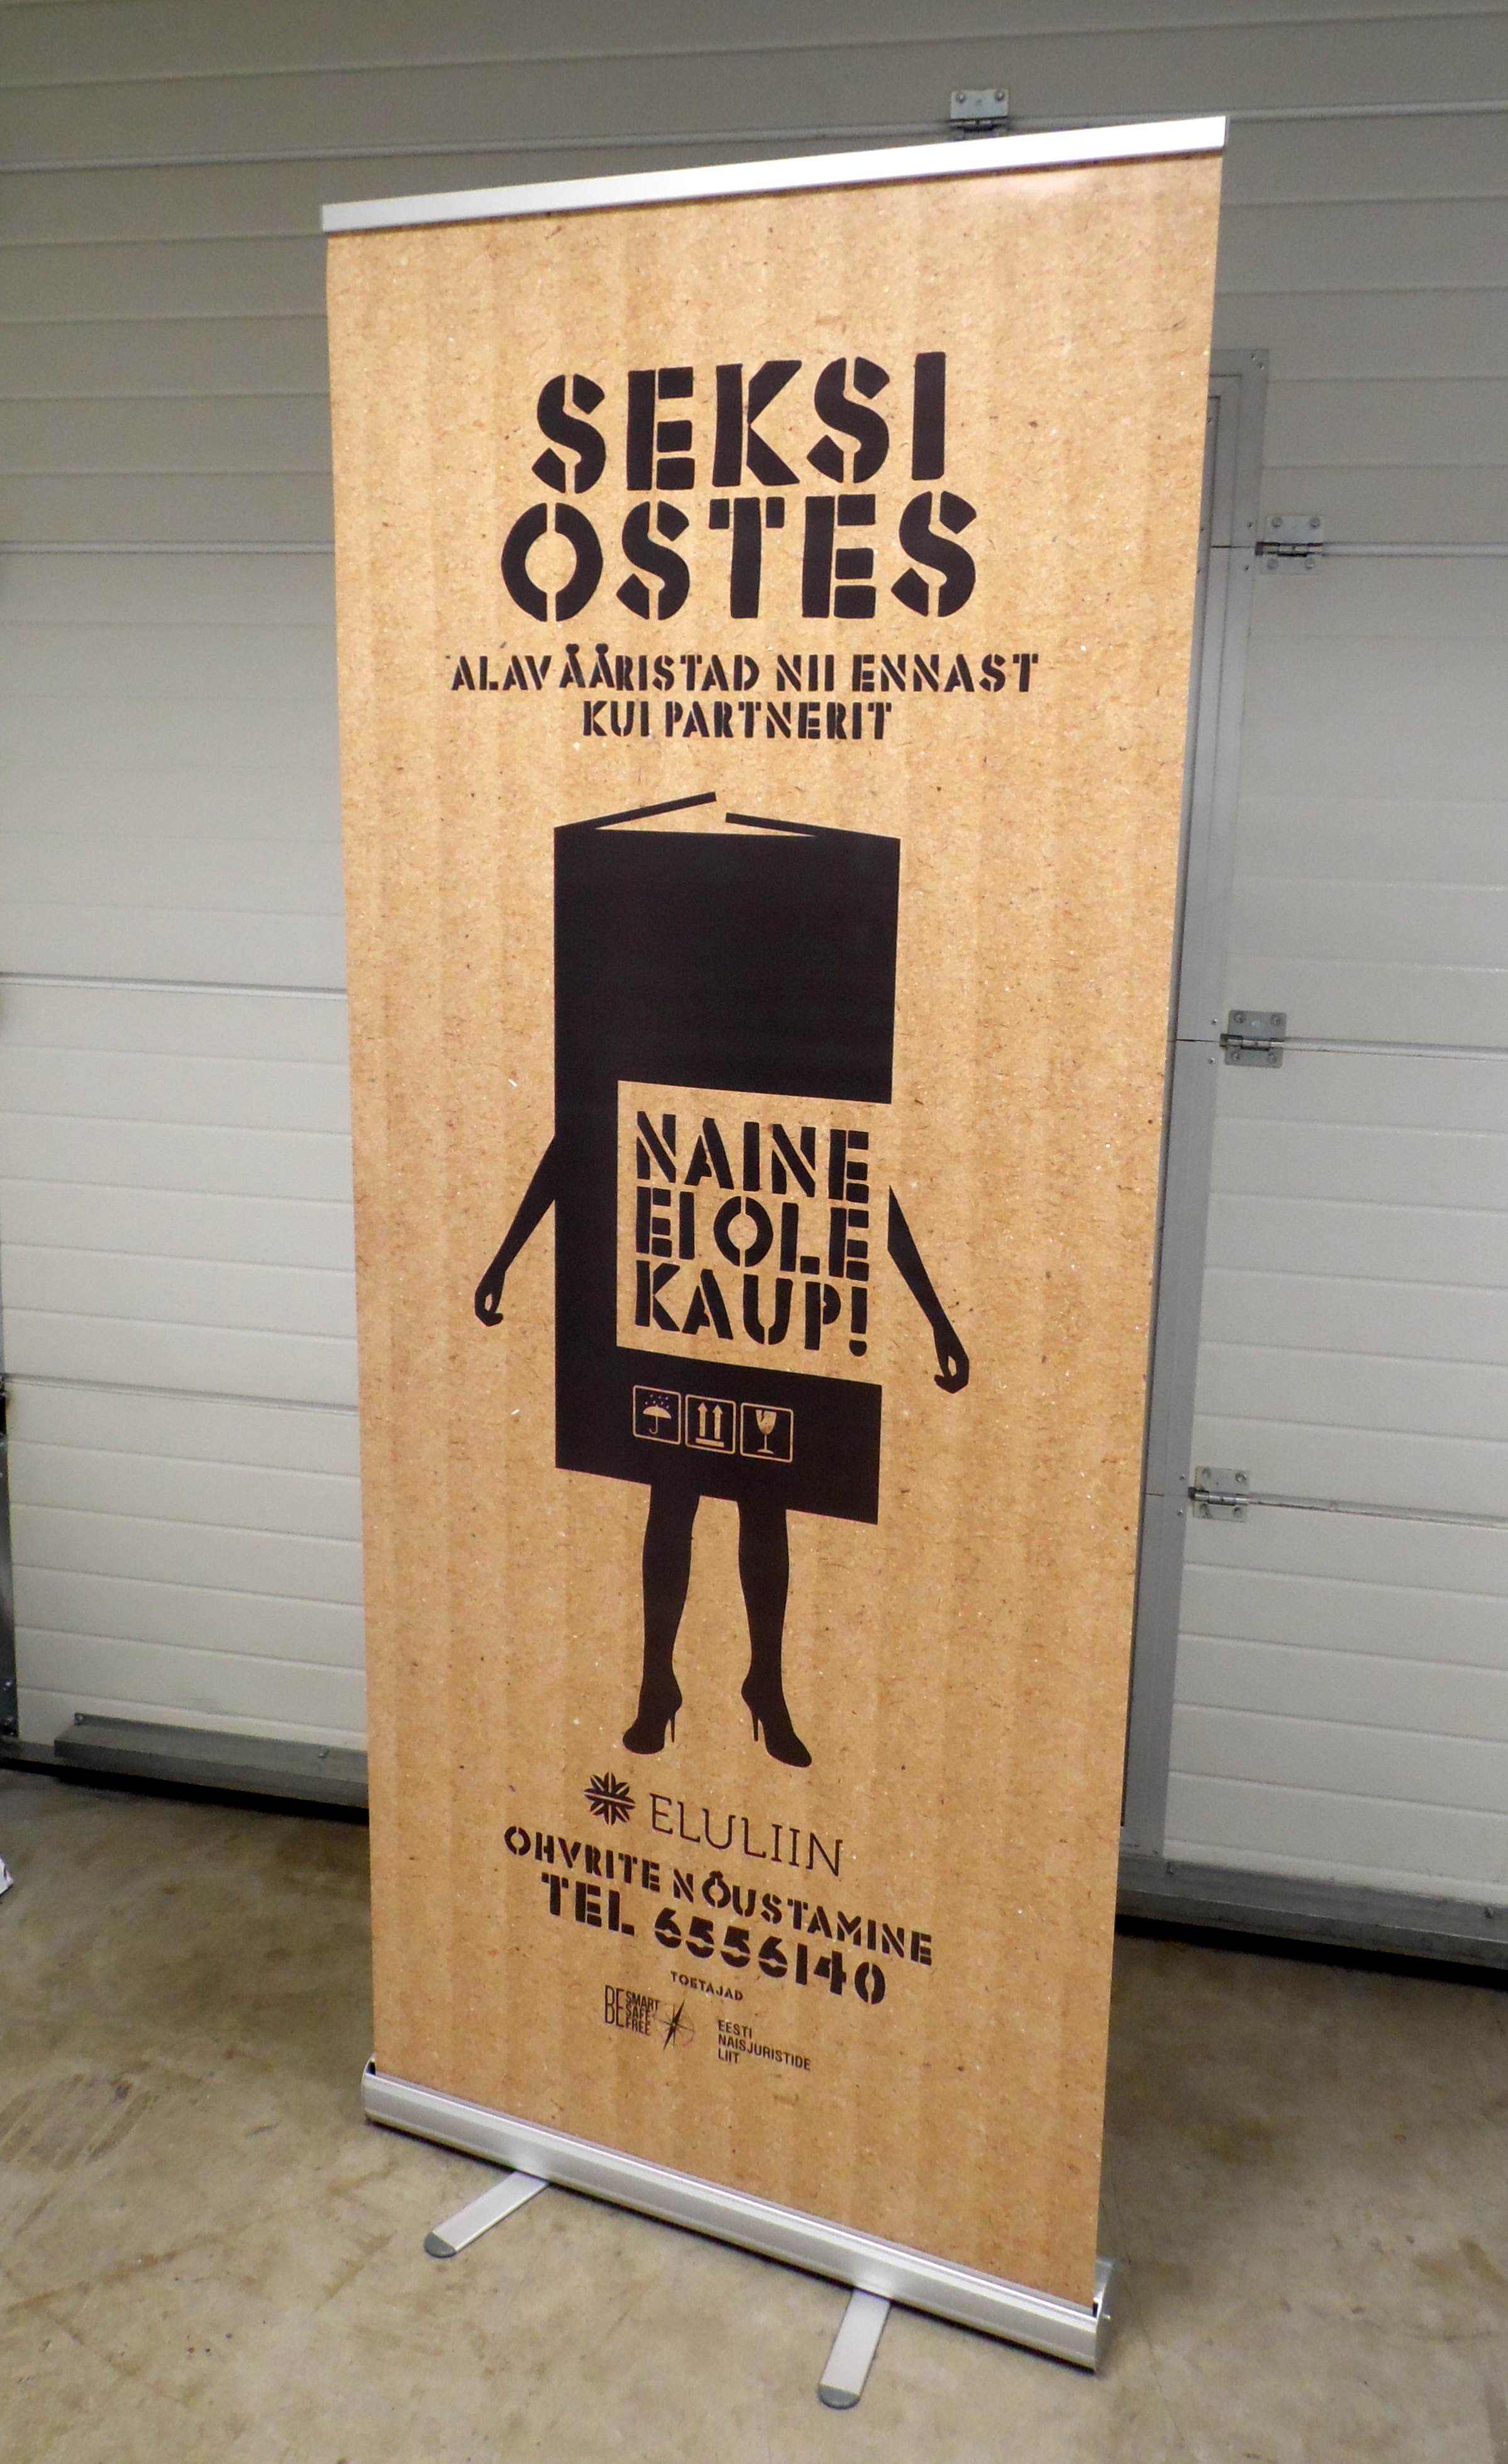 SEKSI
OSTES
ALAVÄÄRISTAD NII ENNAST
KUI PARTNERIT
NAINE
EI OLE
KAUP!
ELULIIN
OHVRITE NÕUSTAMINE
TEL 6556140
TOETAJAD
BE SMART
SAFE
FREE
EESTI
NAISJURISTIDE
LIIT